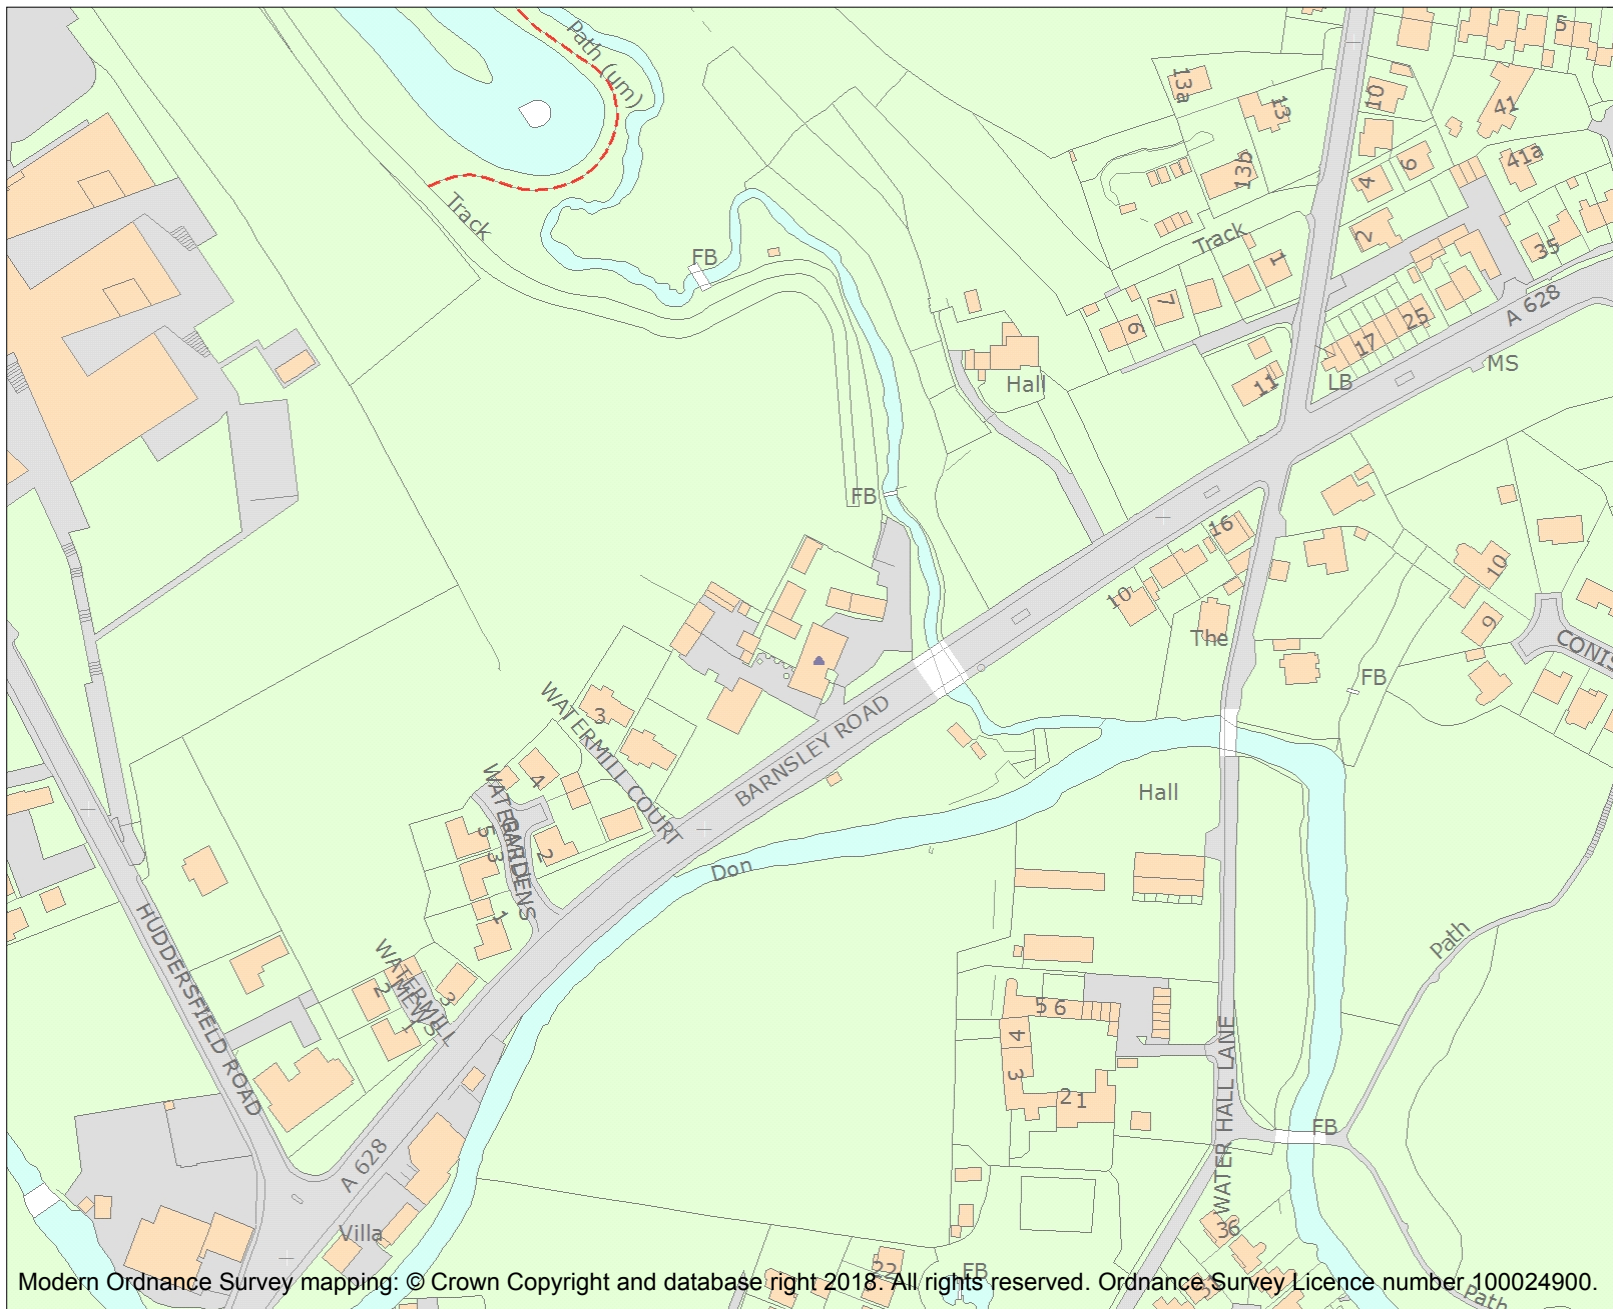 Path (um)
5
13a
13
10
41
13b
4
6
41a
Track
Track
2
35
FB
1
7
6
A 628
25
17
MS
Hall
11
LB
FB
16
10
10
The
9
CONIS
FB
WATERMILL COURT
3
BARNSLEY ROAD
4
WATERMILL
GARDENS
Hall
5
3
2
Don
1
HUDDERSFIELD ROAD
Path
WATERMILL
MEWS
2
3
1
5
6
4
3
2
1
WATER HALL LANE
FB
A 628
Villa
36
22
FB
Path
Modern Ordnance Survey mapping: © Crown Copyright and database right 2018. All rights reserved. Ordnance Survey Licence number 100024900.